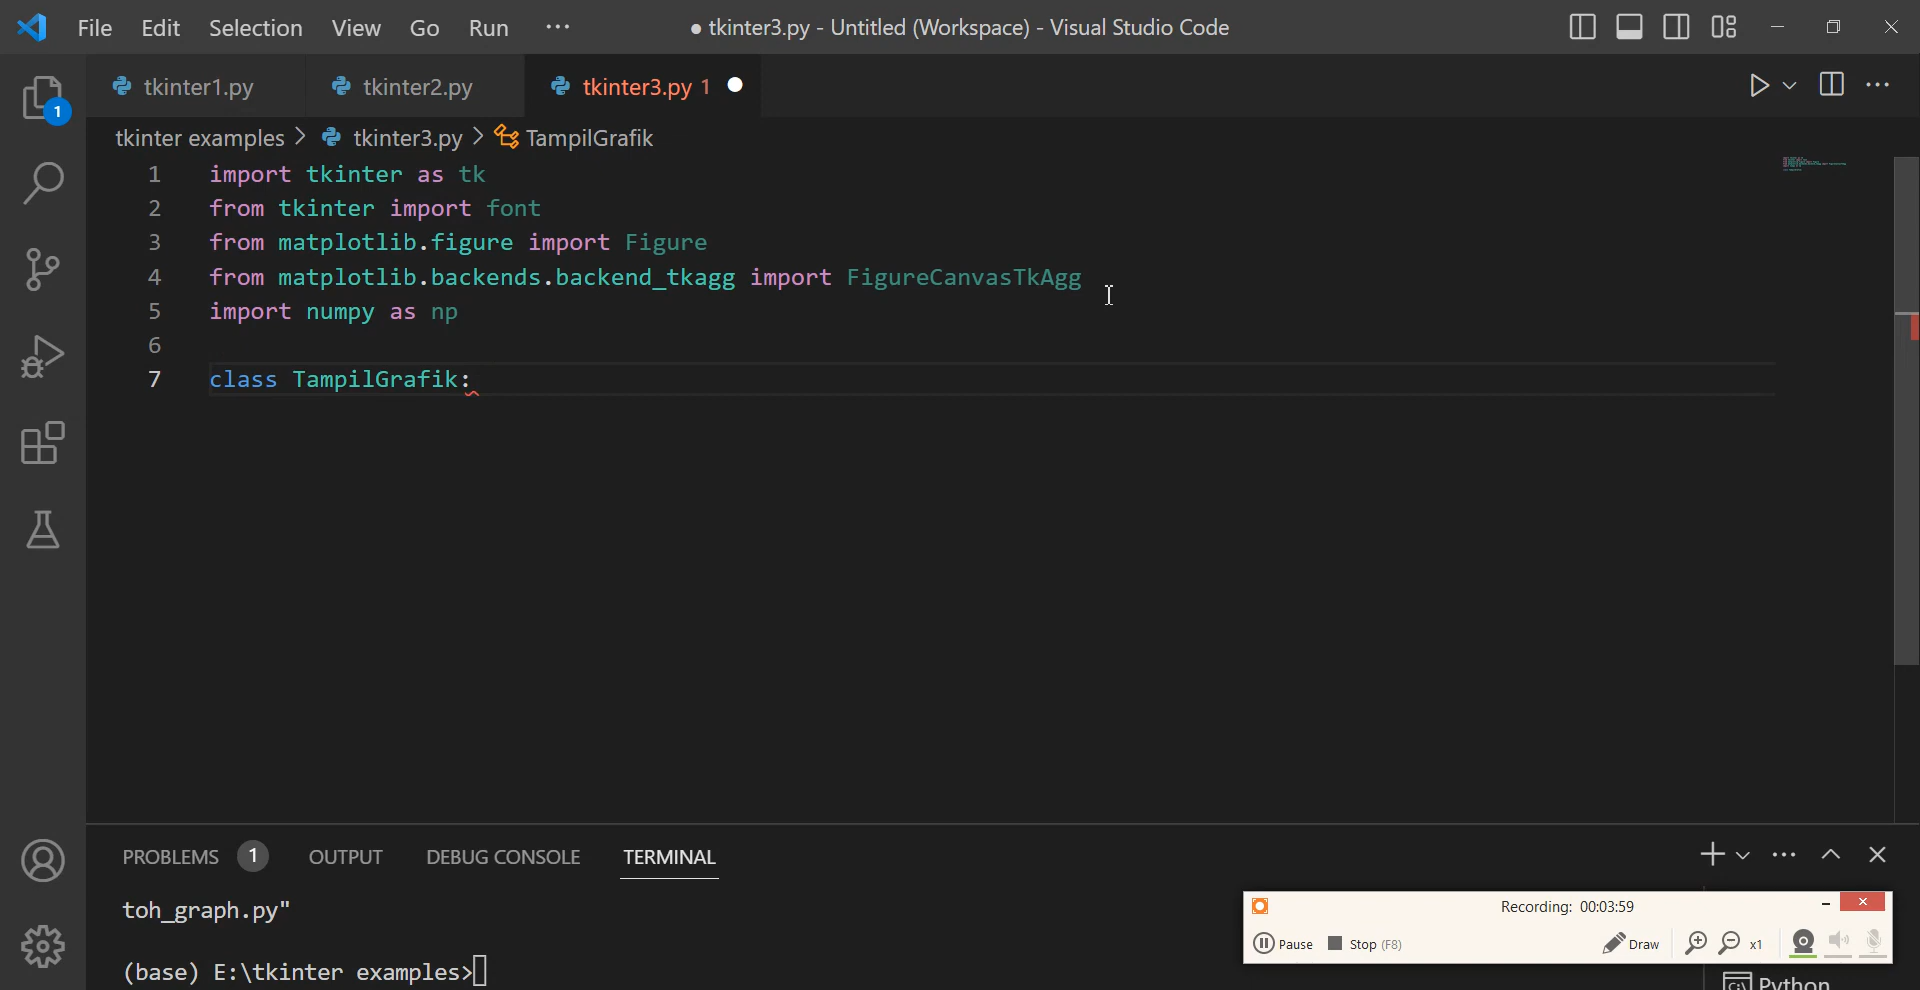 File Edit Selection View Go Run ··· ● tkinter3.py - Untitled (Workspace) - Visual Studio Code
1
tkinter1.py tkinter2.py tkinter3.py 1
tkinter examples > tkinter3.py > TampilGrafik
1 import tkinter as tk
2 from tkinter import font
3 from matplotlib.figure import Figure
4 from matplotlib.backends.backend_tkagg import FigureCanvasTkAgg
5 import numpy as np
6
7 class TampilGrafik:
PROBLEMS 1 OUTPUT DEBUG CONSOLE TERMINAL
toh_graph.py"
(base) E:\tkinter examples>
Recording: 00:03:59
Pause Stop (F8) Draw x1
Python